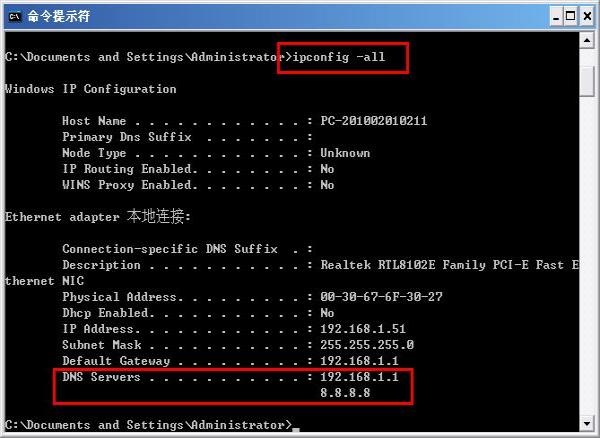 命令提示符
C:\Documents and Settings\Administrator>ipconfig -all
Windows IP Configuration
Host Name . . . . . . . . . . . . : PC-201002010211
Primary Dns Suffix . . . . . . . :
Node Type . . . . . . . . . . . . : Unknown
IP Routing Enabled. . . . . . . . : No
WINS Proxy Enabled. . . . . . . . : No
Ethernet adapter 本地连接:
Connection-specific DNS Suffix . :
Description . . . . . . . . . . . : Realtek RTL8102E Family PCI-E Fast E
thernet NIC
Physical Address. . . . . . . . . : 00-30-67-6F-30-27
Dhcp Enabled. . . . . . . . . . . : No
IP Address. . . . . . . . . . . . : 192.168.1.51
Subnet Mask . . . . . . . . . . . : 255.255.255.0
Default Gateway . . . . . . . . . : 192.168.1.1
DNS Servers . . . . . . . . . . . : 192.168.1.1
8.8.8.8
C:\Documents and Settings\Administrator>_